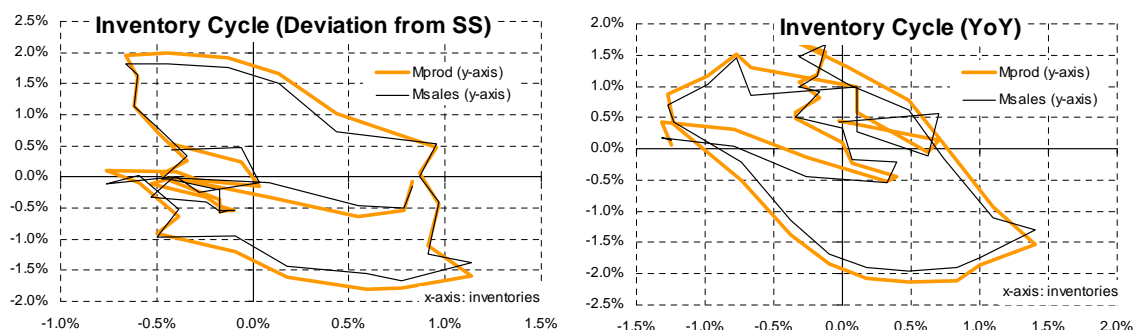 Inventory Cycle (Deviation from SS)
2.0%
1.5%
1.0%
0.5%
0.0%
-0.5%
-1.0%
-1.5%
-2.0%
Mprod (y-axis)
Msales (y-axis)
x-axis: inventories
-1.0% -0.5% 0.0% 0.5% 1.0% 1.5%
Inventory Cycle (YoY)
2.0%
1.5%
1.0%
0.5%
0.0%
-0.5%
-1.0%
-1.5%
-2.0%
-2.5%
Mprod (y-axis)
Msales (y-axis)
x-axis: inventories
-1.5% -1.0% -0.5% 0.0% 0.5% 1.0% 1.5% 2.0%